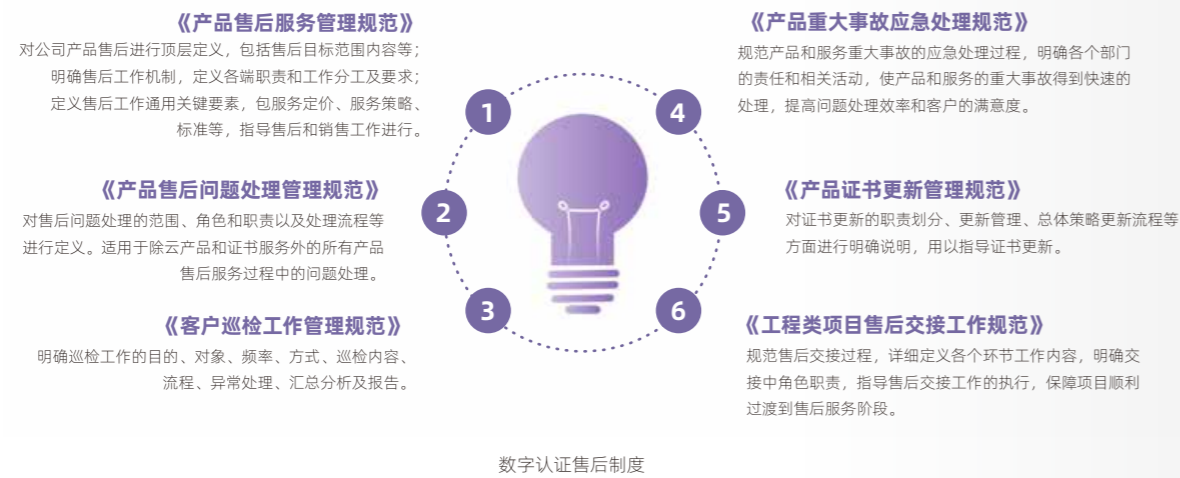 《产品售后服务管理规范》
对公司产品售后进行顶层定义，包括售后目标范围内容等；
明确售后工作机制，定义各端职责和工作分工及要求；
定义售后工作通用关键要素，包服务定价、服务策略、
标准等，指导售后和销售工作进行。
1
《产品售后问题处理管理规范》
对售后问题处理的范围、角色和职责以及处理流程等
进行定义。适用于除云产品和证书服务外的所有产品
售后服务过程中的问题处理。
2
《客户巡检工作管理规范》
明确巡检工作的目的、对象、频率、方式、巡检内容、
流程、异常处理、汇总分析及报告。
3
《产品重大事故应急处理规范》
规范产品和服务重大事故的应急处理过程，明确各个部门
的责任和相关活动，使产品和服务的重大事故得到快速的
处理，提高问题处理效率和客户的满意度。
4
《产品证书更新管理规范》
对证书更新的职责划分、更新管理、总体策略更新流程等
方面进行明确说明，用以指导证书更新。
5
《工程类项目售后交接工作规范》
规范售后交接过程，详细定义各个环节工作内容，明确交
接中角色职责，指导售后交接工作的执行，保障项目顺利
过渡到售后服务阶段。
6
数字认证售后制度